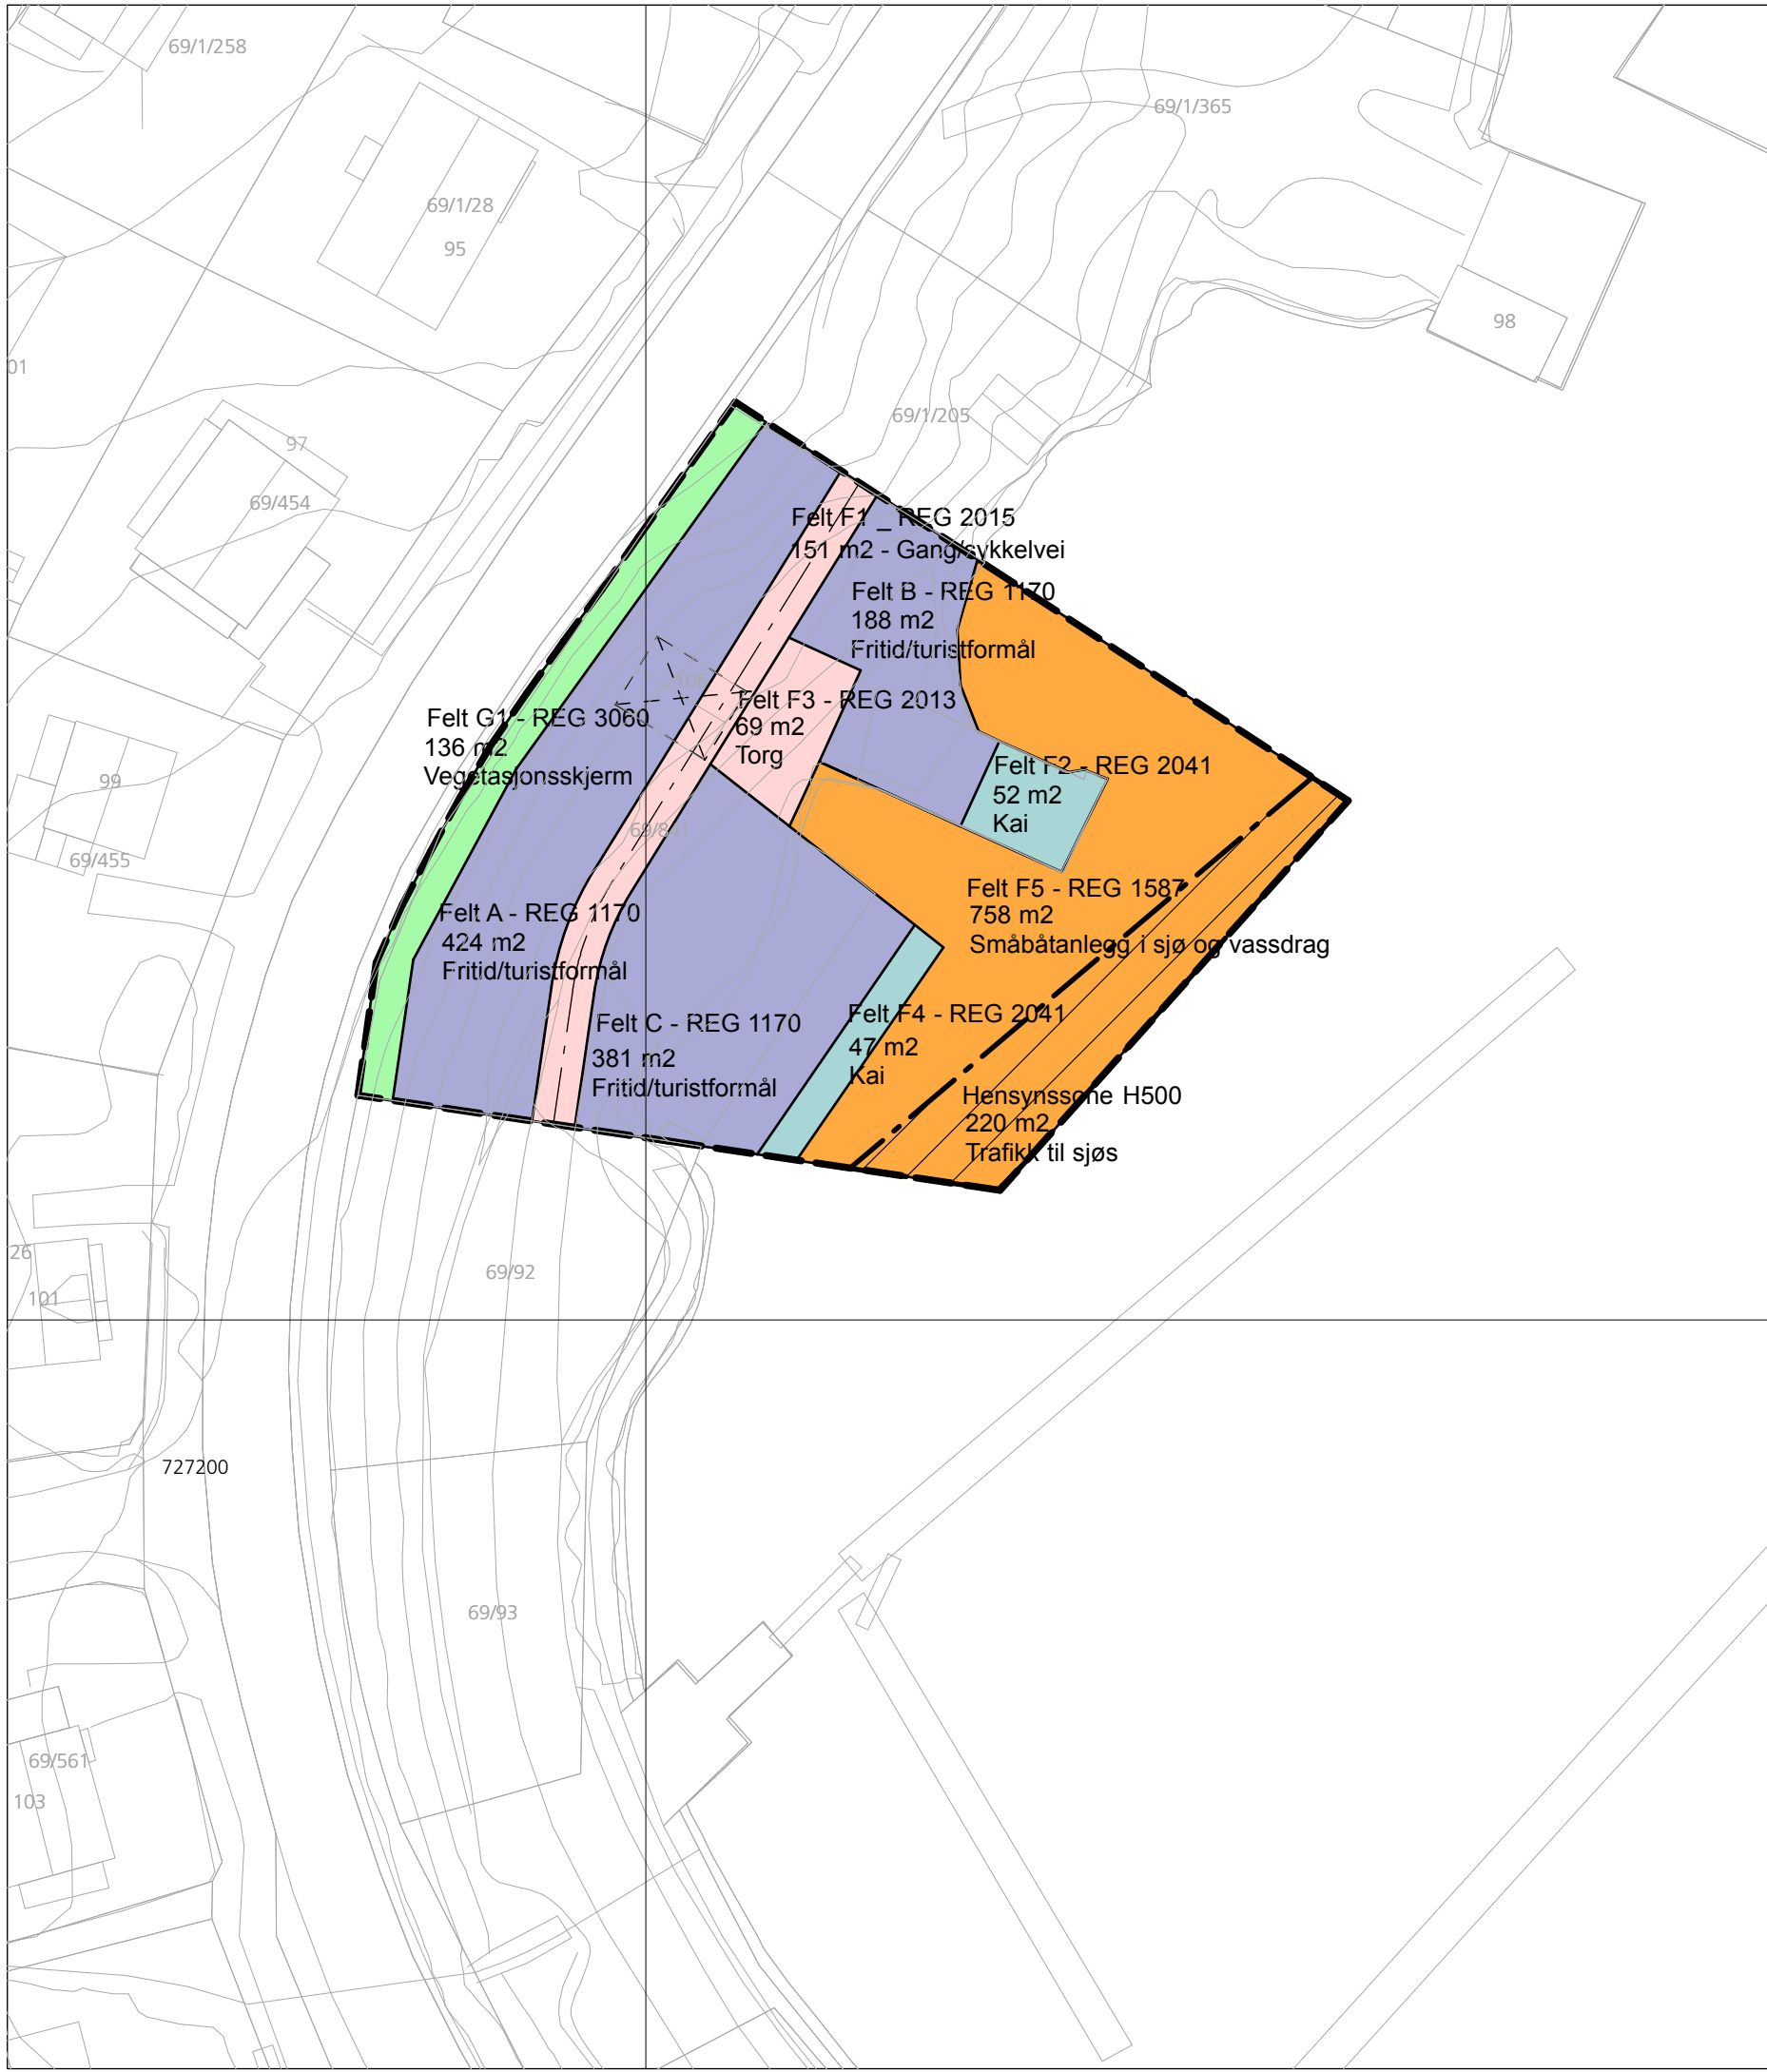 69/1/258
69/1/365
69/1/28
95
98
01
69/1/205
97
69/454
Felt F1 _ REG 2015
151 m2 - Gang/sykkelvei
Felt B - REG 1170
188 m2
Fritid/turistformål
106
Felt F3 - REG 2013
69 m2
Torg
Felt G1 - REG 3060
136 m2
Vegetasjonsskjerm
Felt F2 - REG 2041
52 m2
Kai
99
69/841
69/455
Felt F5 - REG 1587
758 m2
Småbåtanlegg i sjø og vassdrag
Felt A - REG 1170
424 m2
Fritid/turistformål
Felt C - REG 1170
381 m2
Fritid/turistformål
Felt F4 - REG 2041
47 m2
Kai
Hensynssone H500
220 m2
Trafikk til sjøs
26
69/92
101
727200
69/93
69/561
103